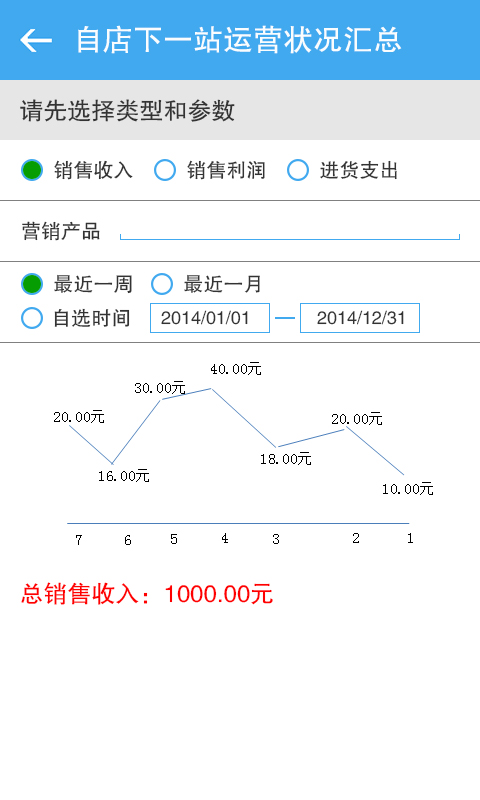 自店下一站运营状况汇总
请先选择类型和参数
销售收入 销售利润 进货支出
营销产品
最近一周 最近一月
自选时间 2014/01/01 — 2014/12/31
40.00元
30.00元
20.00元 20.00元
18.00元
16.00元
10.00元
7 6 5 4 3 2 1
总销售收入：1000.00元